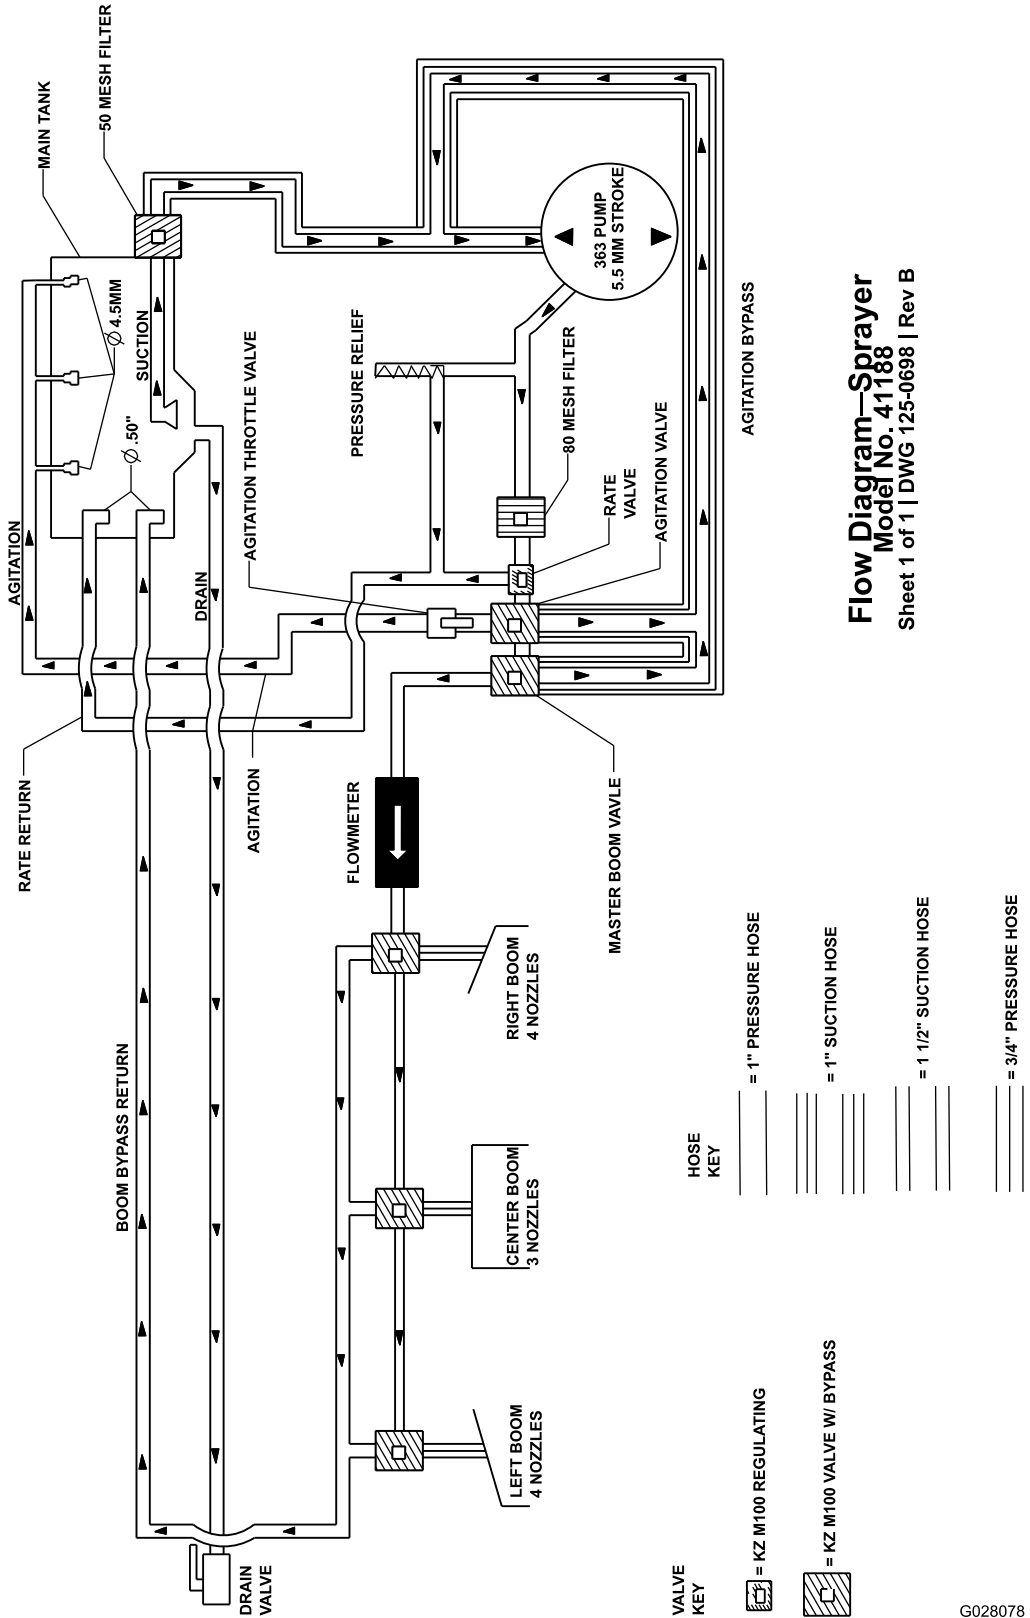 50 MESH FILTER
MAIN TANK
AGITATION
∅ 4.5MM
SUCTION
∅ .50"
DRAIN
AGITATION THROTTLE VALVE
PRESSURE RELIEF
363 PUMP
5.5 MM STROKE
80 MESH FILTER
RATE
VALVE
AGITATION VALVE
AGITATION BYPASS
RATE RETURN
AGITATION
FLOWMETER
MASTER BOOM VAVLE
BOOM BYPASS RETURN
RIGHT BOOM
4 NOZZLES
CENTER BOOM
3 NOZZLES
LEFT BOOM
4 NOZZLES
DRAIN
VALVE
Flow Diagram—Sprayer
Model No. 41188
Sheet 1 of 1 | DWG 125-0698 | Rev B
HOSE
KEY
= 1" PRESSURE HOSE
= 1" SUCTION HOSE
= 1 1/2" SUCTION HOSE
= 3/4" PRESSURE HOSE
VALVE
KEY
= KZ M100 REGULATING
= KZ M100 VALVE W/ BYPASS
G028078